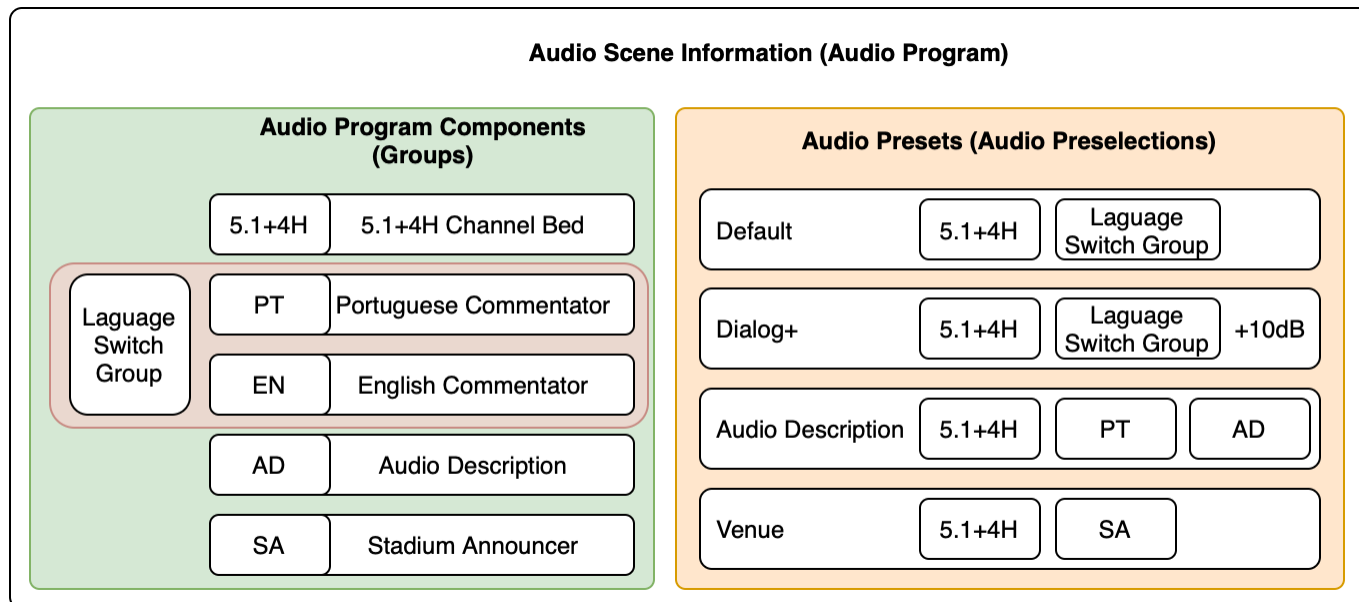 Audio Scene Information (Audio Program)
Audio Program Components
(Groups)
5.1+4H 5.1+4H Channel Bed
Laguage
Switch
Group
PT Portuguese Commentator
EN English Commentator
AD Audio Description
SA Stadium Announcer
Audio Presets (Audio Preselections)
Default 5.1+4H Laguage
Switch Group
Dialog+ 5.1+4H Laguage
Switch Group +10dB
Audio Description 5.1+4H PT AD
Venue 5.1+4H SA